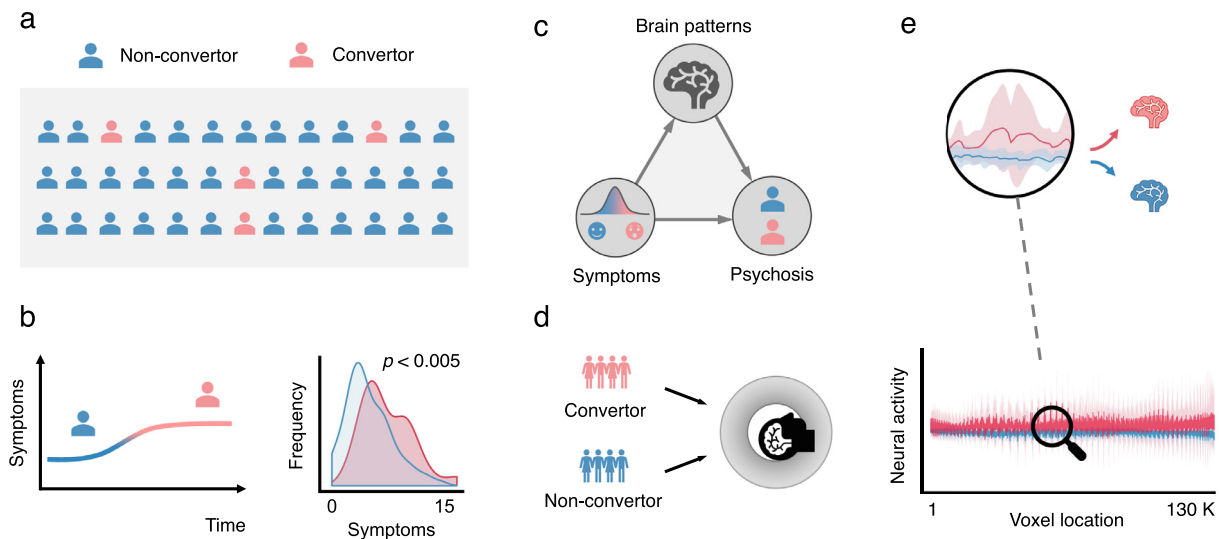 a
Non-convertor
Convertor
b
Symptoms
Time
p < 0.005
Frequency
0
15
Symptoms
c
Brain patterns
Symptoms
Psychosis
d
Convertor
Non-convertor
e
Neural activity
1
130 K
Voxel location